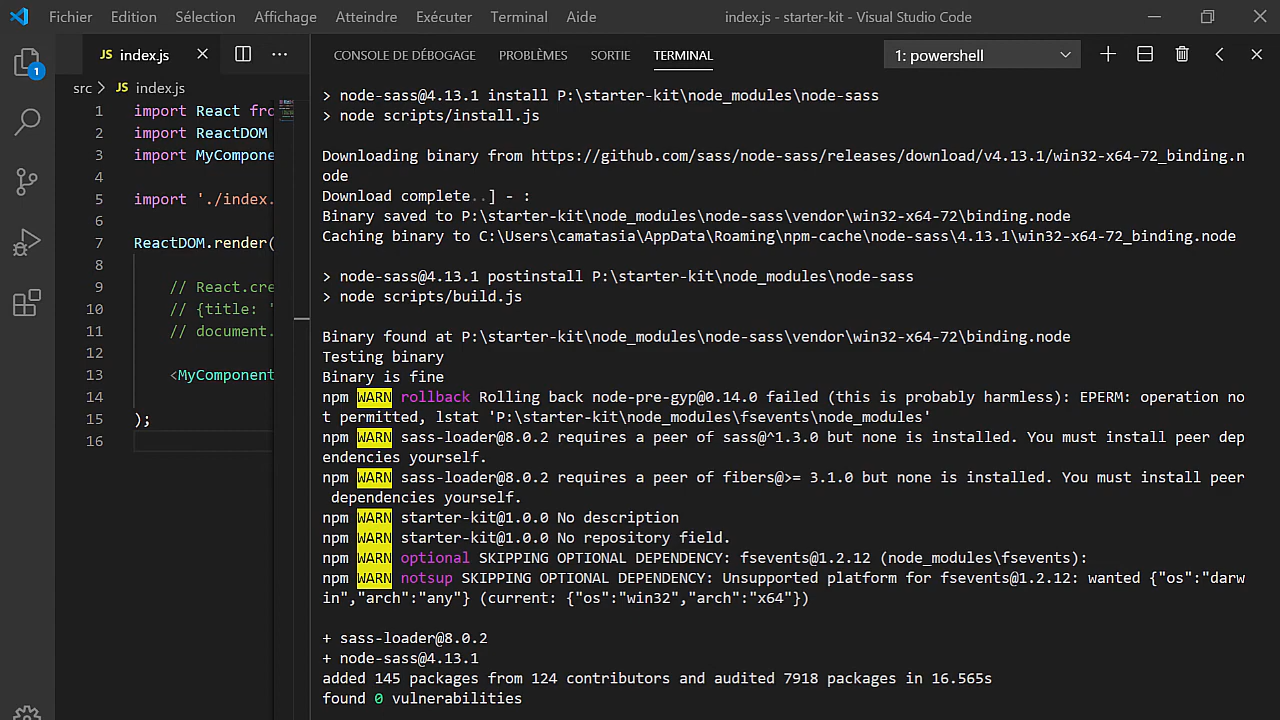 Fichier Edition Sélection Affichage Atteindre Exécuter Terminal Aide index.js - starter-kit - Visual Studio Code
JS index.js
CONSOLE DE DÉBOGAGE PROBLÈMES SORTIE TERMINAL 1: powershell
1
src > JS index.js
1 import React fro
2 import ReactDOM
3 import MyCompone
4
5 import './index.
6
7 ReactDOM.render(
8
9 // React.cre
10 // {title: '
11 // document.
12
13 <MyComponent
14
15 );
16
> node-sass@4.13.1 install P:\starter-kit\node_modules\node-sass
> node scripts/install.js
Downloading binary from https://github.com/sass/node-sass/releases/download/v4.13.1/win32-x64-72_binding.n
ode
Download complete..] - :
Binary saved to P:\starter-kit\node_modules\node-sass\vendor\win32-x64-72\binding.node
Caching binary to C:\Users\camatasia\AppData\Roaming\npm-cache\node-sass\4.13.1\win32-x64-72_binding.node
> node-sass@4.13.1 postinstall P:\starter-kit\node_modules\node-sass
> node scripts/build.js
Binary found at P:\starter-kit\node_modules\node-sass\vendor\win32-x64-72\binding.node
Testing binary
Binary is fine
npm WARN rollback Rolling back node-pre-gyp@0.14.0 failed (this is probably harmless): EPERM: operation no
t permitted, lstat 'P:\starter-kit\node_modules\fsevents\node_modules'
npm WARN sass-loader@8.0.2 requires a peer of sass@^1.3.0 but none is installed. You must install peer dep
endencies yourself.
npm WARN sass-loader@8.0.2 requires a peer of fibers@>= 3.1.0 but none is installed. You must install peer
dependencies yourself.
npm WARN starter-kit@1.0.0 No description
npm WARN starter-kit@1.0.0 No repository field.
npm WARN optional SKIPPING OPTIONAL DEPENDENCY: fsevents@1.2.12 (node_modules\fsevents):
npm WARN notsup SKIPPING OPTIONAL DEPENDENCY: Unsupported platform for fsevents@1.2.12: wanted {"os":"darw
in","arch":"any"} (current: {"os":"win32","arch":"x64"})
+ sass-loader@8.0.2
+ node-sass@4.13.1
added 145 packages from 124 contributors and audited 7918 packages in 16.565s
found 0 vulnerabilities